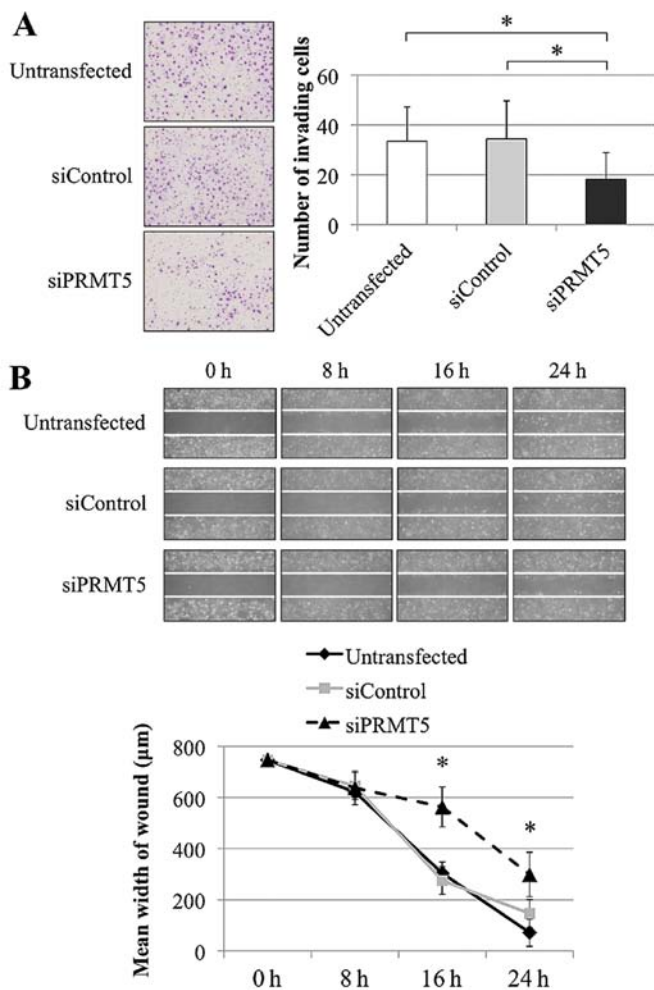 A
Untransfected
siControl
siPRMT5
Number of invading cells
60
40
20
0
*
*
Untransfected
siControl
siPRMT5
B
0 h 8 h 16 h 24 h
Untransfected
siControl
siPRMT5
Untransfected
siControl
siPRMT5
Mean width of wound (μm)
800
600
400
200
0
*
*
0 h 8 h 16 h 24 h